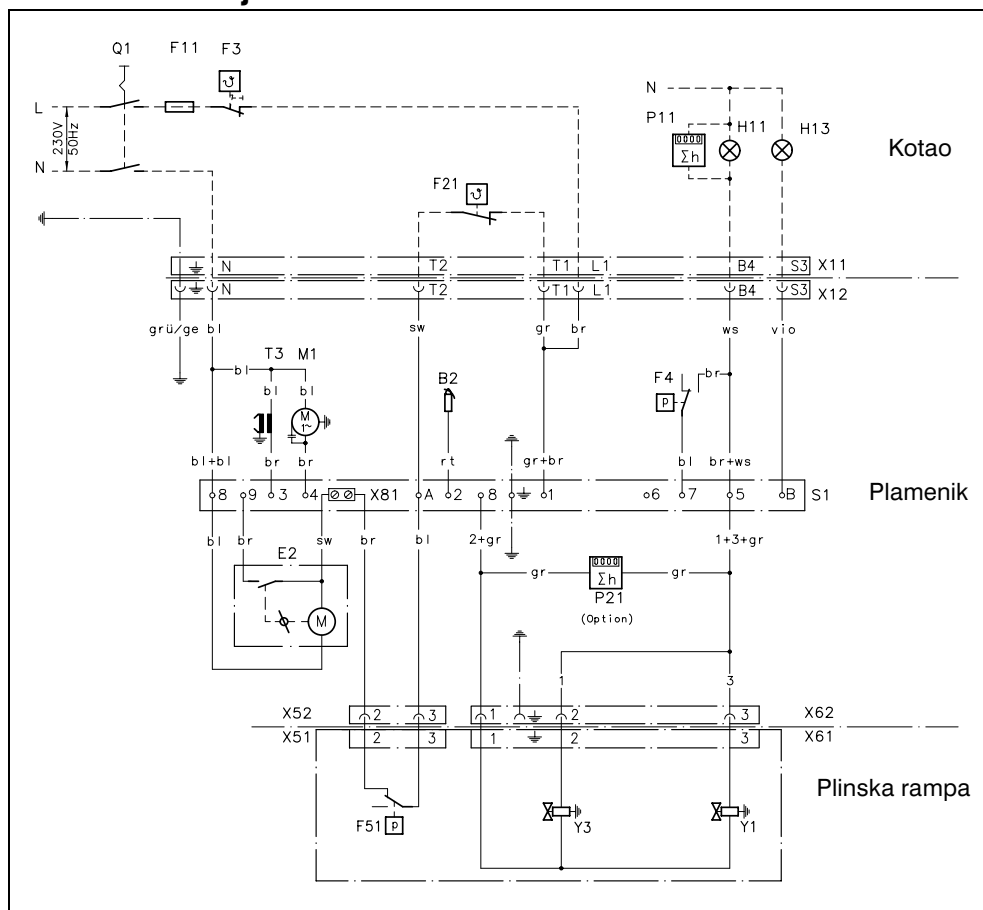 Q1 F11 F3
L
230V
50Hz
N
N
P11
H11
H13
Σh
Kotao
F21
N T2 T1 L1 B4 S3 X11
N T2 T1 L1 B4 S3 X12
grü/ge bl sw gr br ws vio
T3 M1
bl
bl bl
B2
F4
br
p
M
1~
bl+bl br br rt gr+br bl br+ws
8 9 3 4 X81 A 2 8 1 6 7 5 B S1
Plamenik
bl br sw br bl 2+gr 1+3+gr
E2
0000
gr Σh gr
P21
(Option)
M
1 3
X52 2 3 1 2 3 X62
X51 2 3 1 2 3 X61
Plinska rampa
F51 p
Y3 Y1